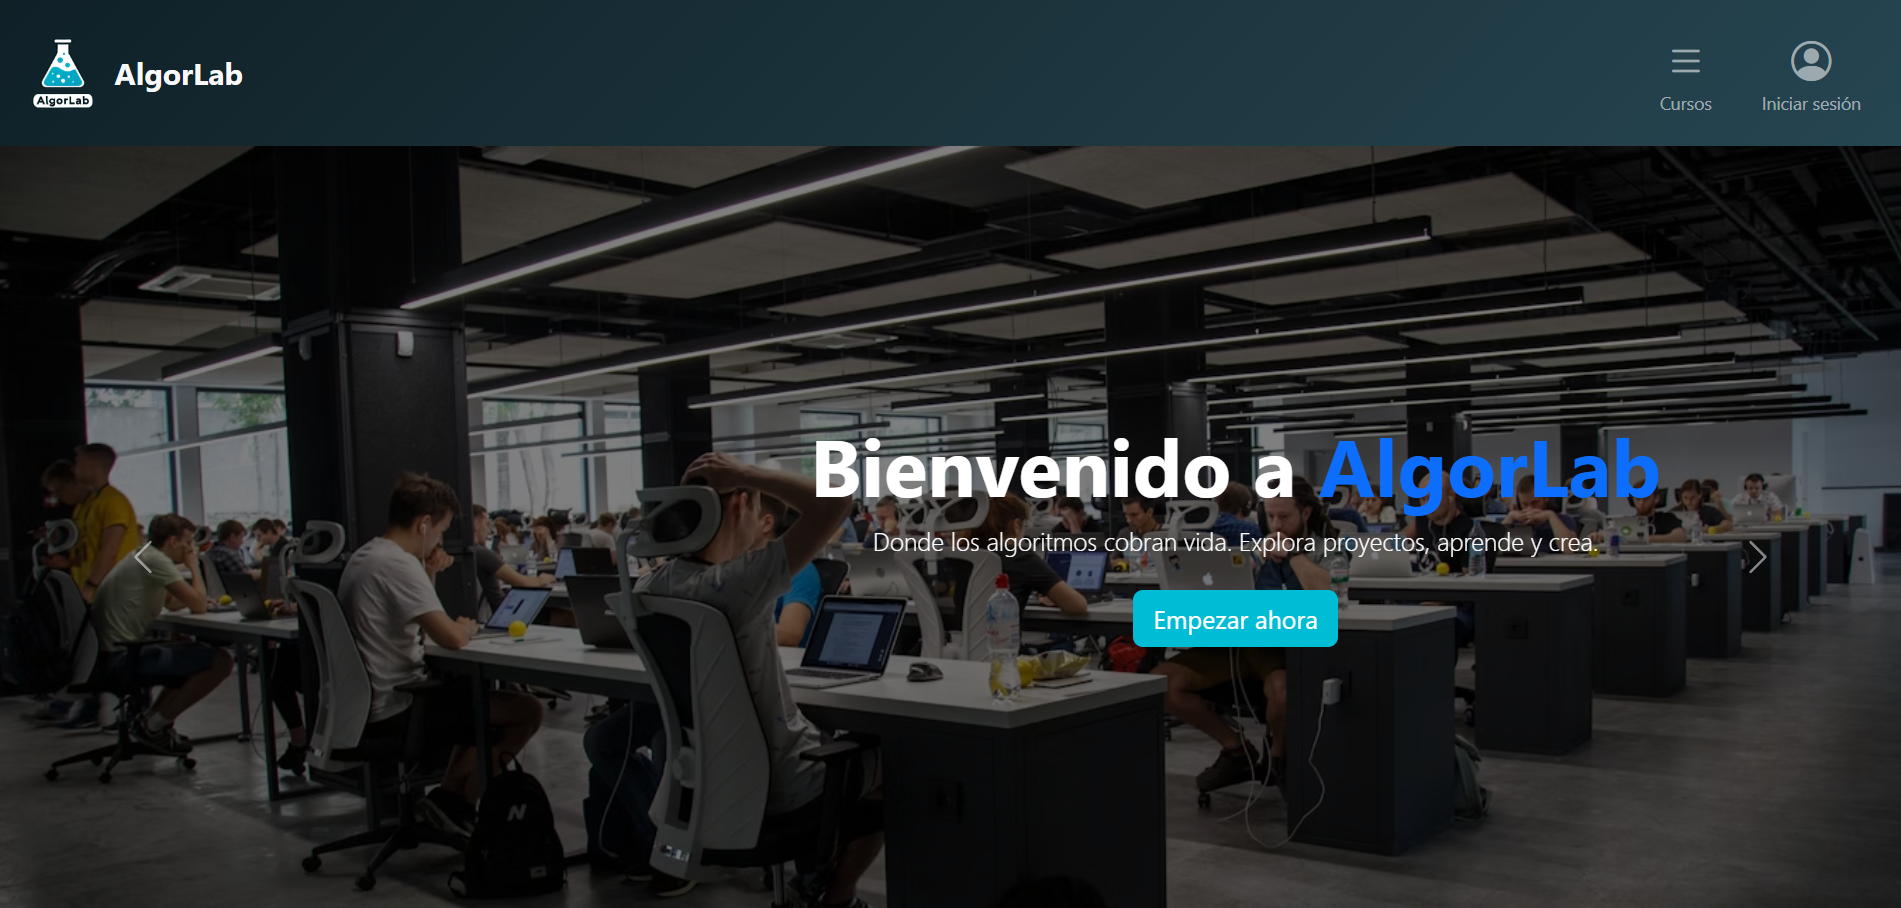 AlgorLab
AlgorLab
Cursos
Iniciar sesión
Bienvenido a AlgorLab
Donde los algoritmos cobran vida. Explora proyectos, aprende y crea.
Empezar ahora
N